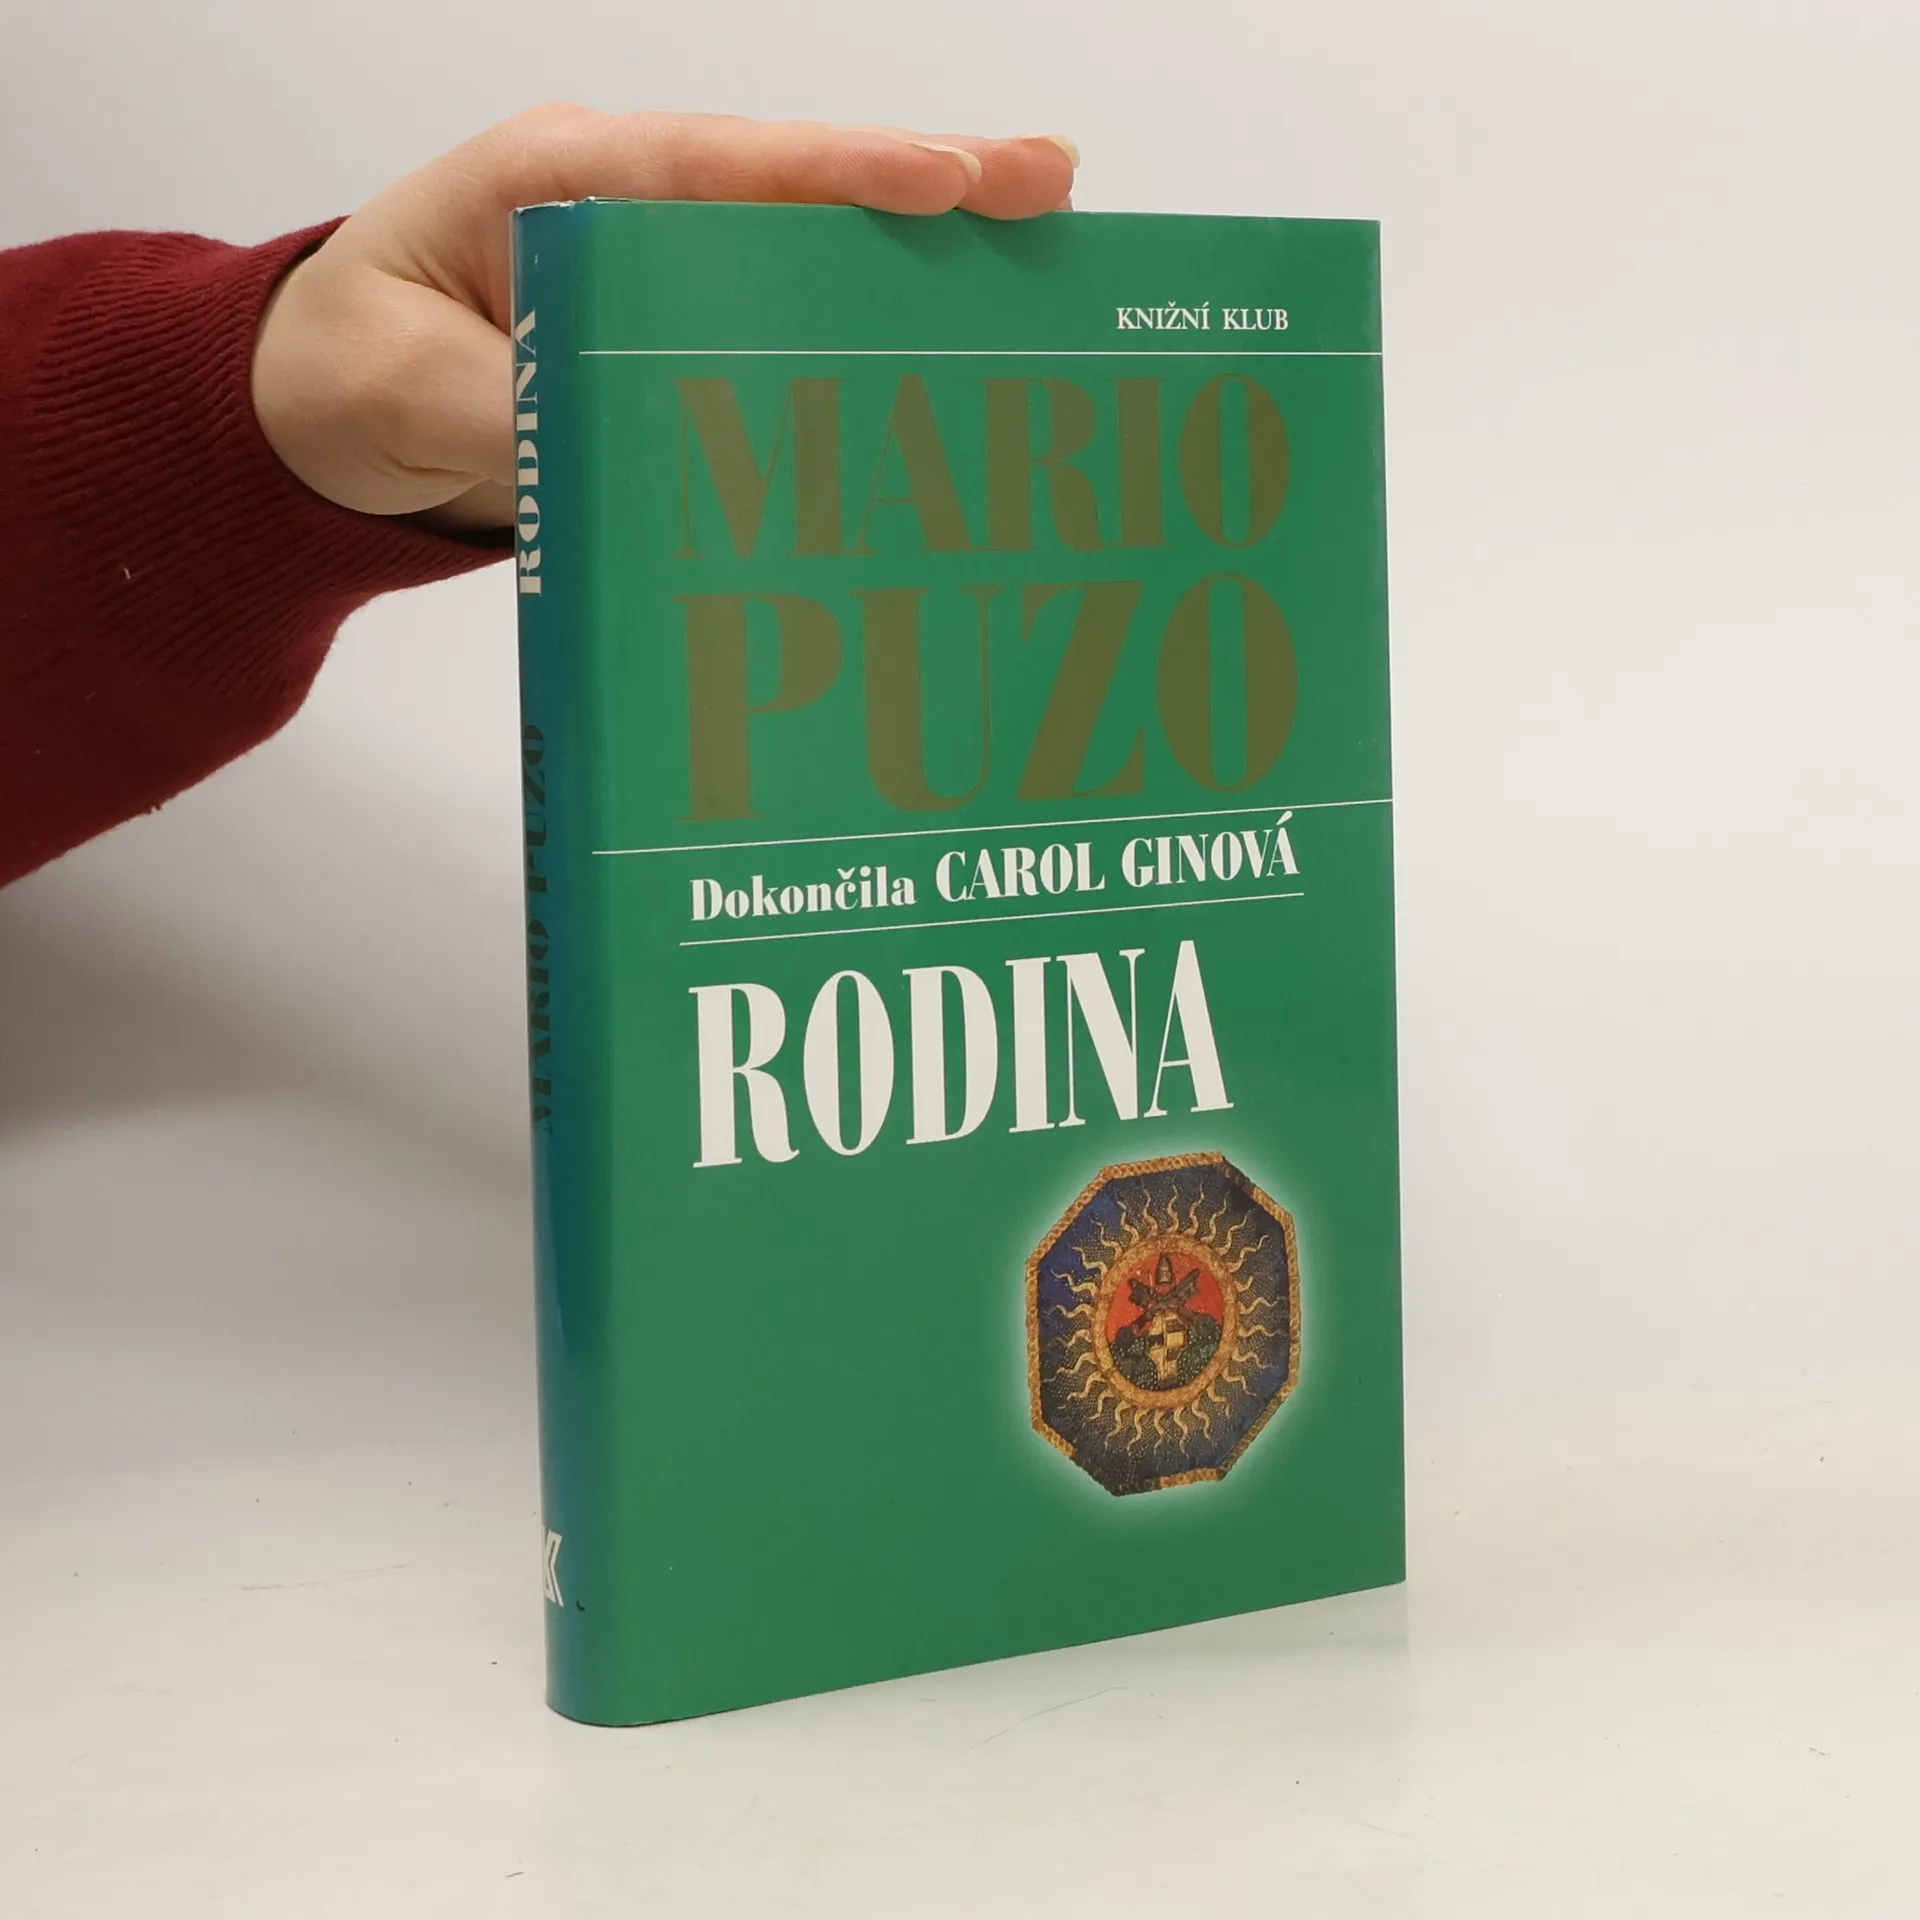 KNIŽNÍ KLUB
MARIO
PUZO
Dokončila CAROL GINOVÁ
RODINA
RODINA
MARIO PUZO